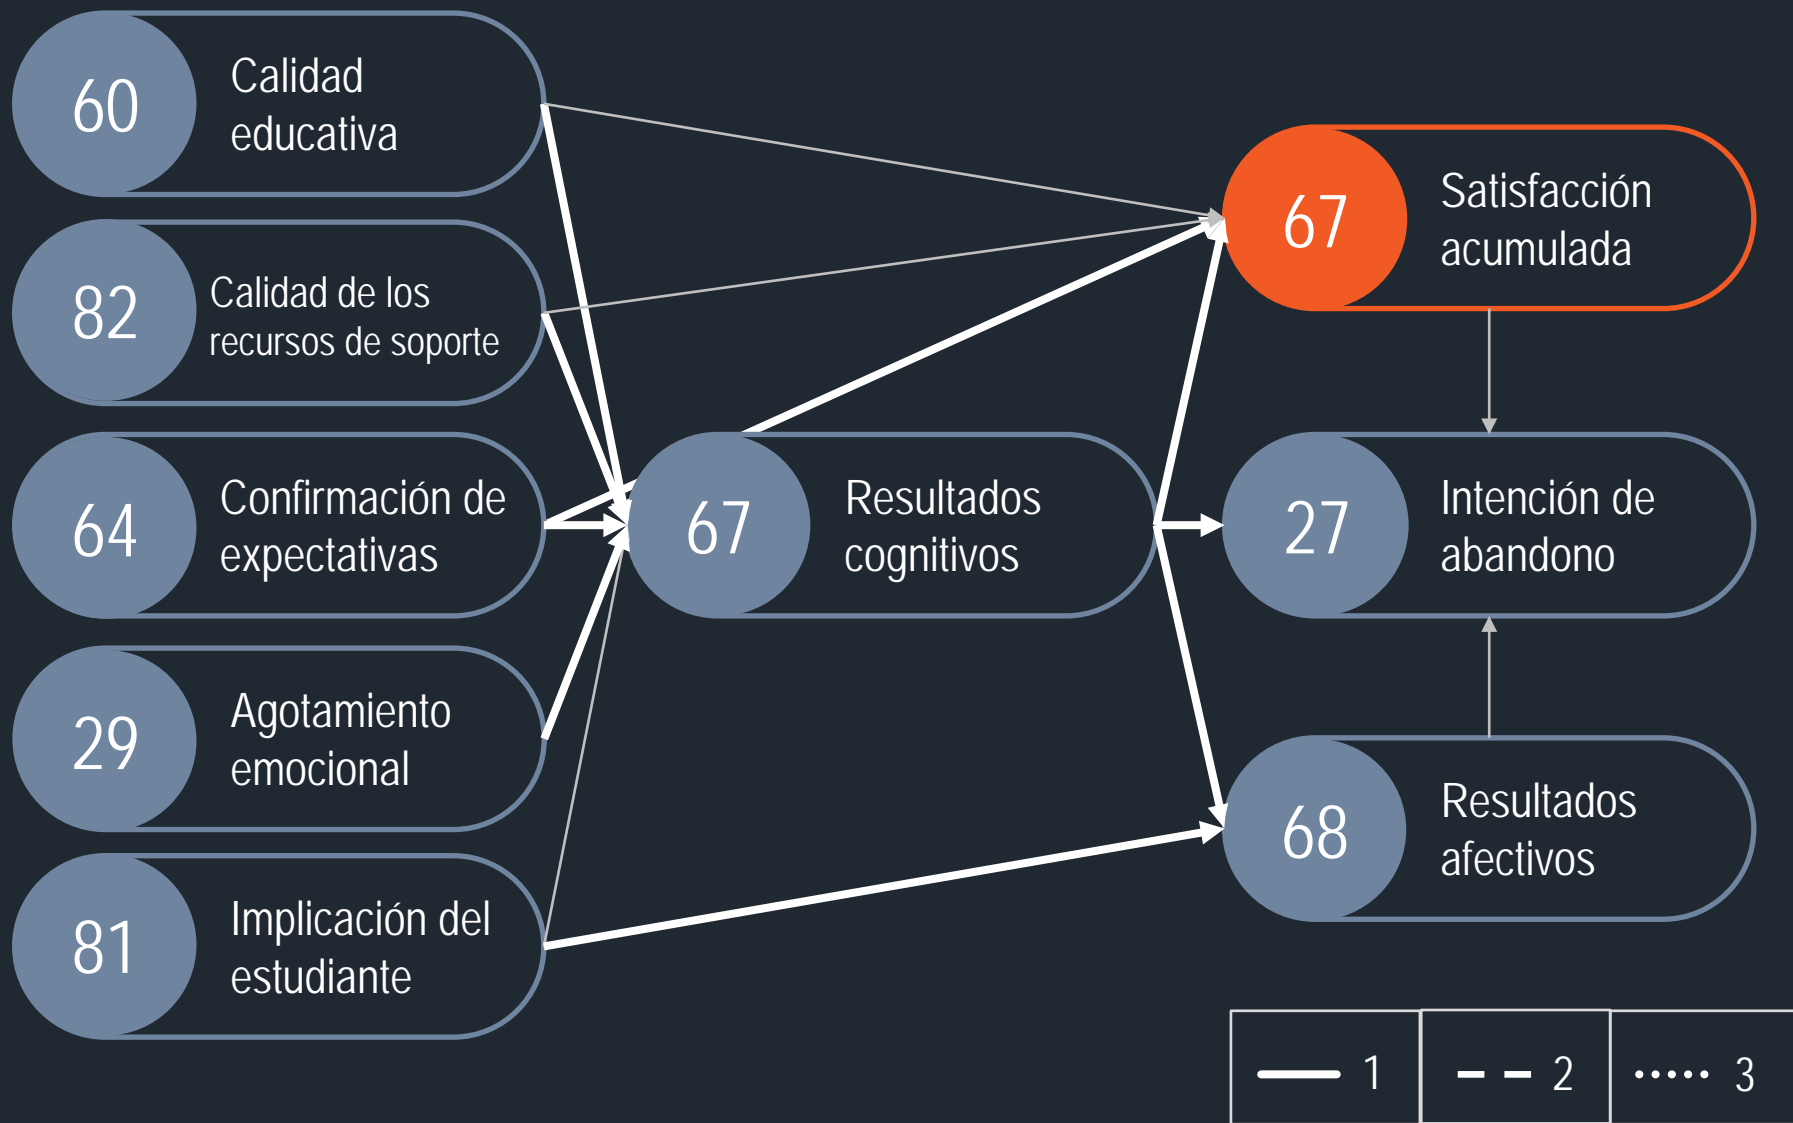 60
Calidad
educativa
82
Calidad de los
recursos de soporte
64
Confirmación de
expectativas
29
Agotamiento
emocional
81
Implicación del
estudiante
67
Resultados
cognitivos
67
Satisfacción
acumulada
27
Intención de
abandono
68
Resultados
afectivos
1
2
3